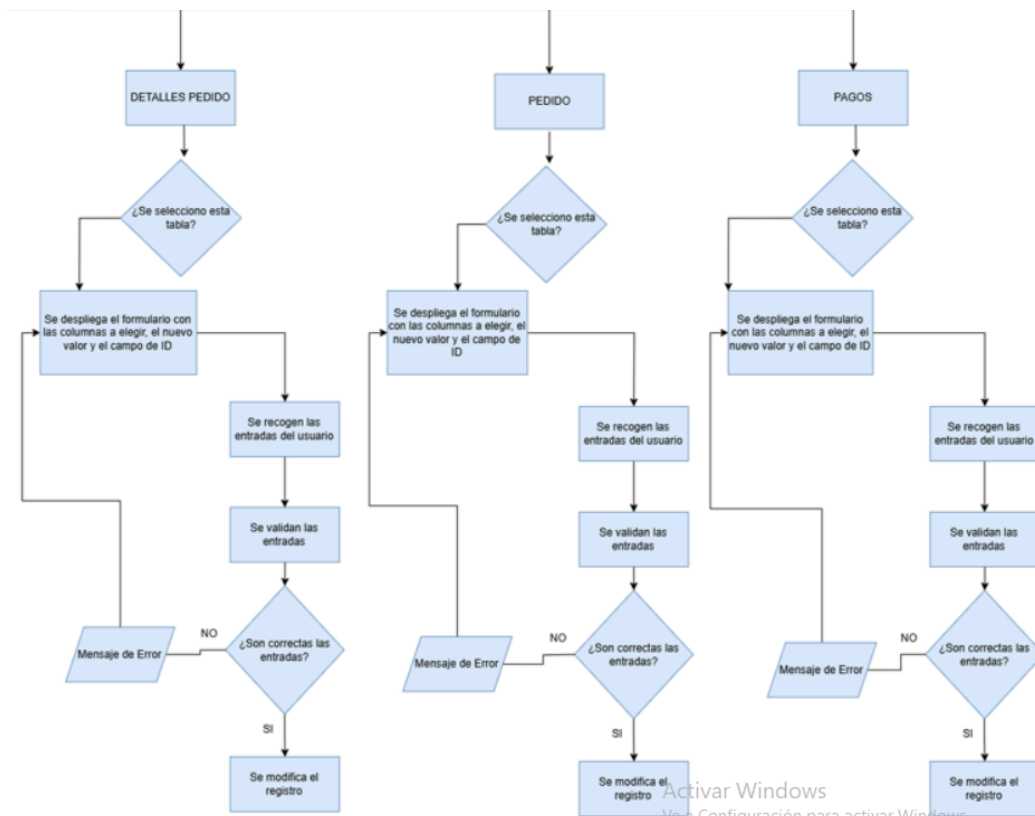 DETALLES PEDIDO
¿Se selecciono esta
tabla?
Se despliega el formulario con
las columnas a elegir, el nuevo
valor y el campo de ID
Se recogen las
entradas del usuario
Se validan las
entradas
¿Son correctas las
entradas?
NO
Mensaje de Error
SI
Se modifica el
registro
PEDIDO
¿Se selecciono esta
tabla?
Se despliega el formulario
con las columnas a elegir, el
nuevo valor y el campo de
ID
Se recogen las
entradas del usuario
Se validan las
entradas
¿Son correctas las
entradas?
NO
Mensaje de Error
SI
Se modifica el
registro
PAGOS
¿Se selecciono esta
tabla?
Se despliega el formulario
con las columnas a elegir, el
nuevo valor y el campo de ID
Se recogen las
entradas del usuario
Se validan las
entradas
¿Son correctas las
entradas?
NO
Mensaje de Error
SI
Se modifica el
registro
Activar Windows
Ve a Configuración para activar Windows.